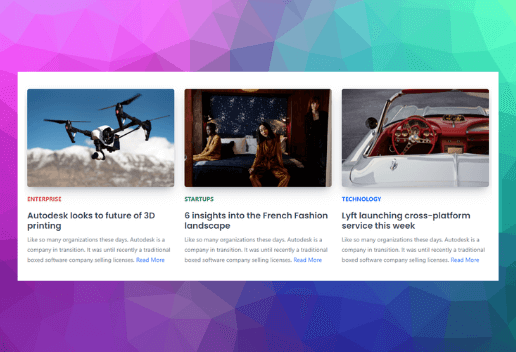 ENTERPRISE
Autodesk looks to future of 3D
printing
Like so many organizations these days, Autodesk is a
company in transition. It was until recently a traditional
boxed software company selling licenses. Read More
STARTUPS
6 insights into the French Fashion
landscape
Like so many organizations these days, Autodesk is a
company in transition. It was until recently a traditional
boxed software company selling licenses. Read More
TECHNOLOGY
Lyft launching cross-platform
service this week
Like so many organizations these days, Autodesk is a
company in transition. It was until recently a traditional
boxed software company selling licenses. Read More